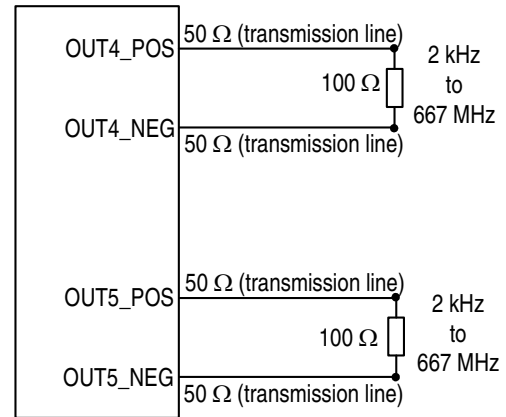 OUT4_POS
50 Ω (transmission line)
100 Ω
2 kHz
to
667 MHz
OUT4_NEG
50 Ω (transmission line)
OUT5_POS
50 Ω (transmission line)
100 Ω
2 kHz
to
667 MHz
OUT5_NEG
50 Ω (transmission line)